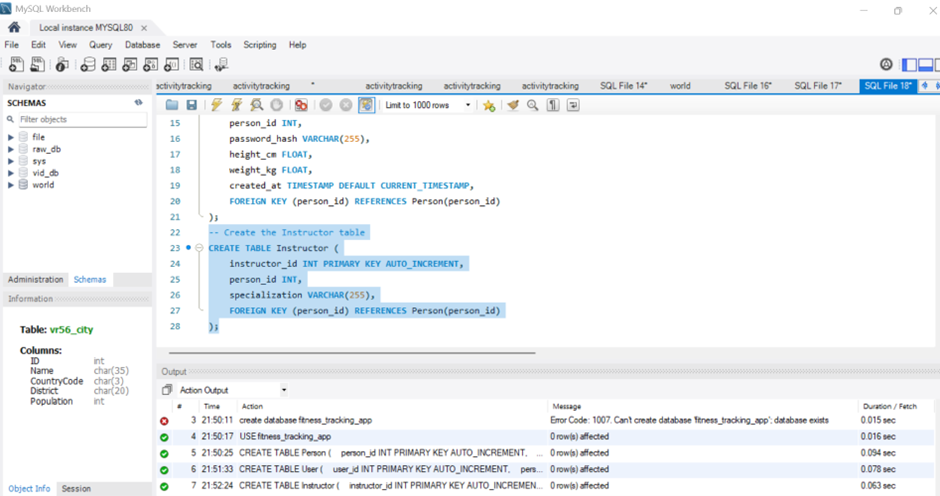 MySQL Workbench
Local instance MYSQL80
File Edit View Query Database Server Tools Scripting Help
Navigator
SCHEMAS
Filter objects
file
raw_db
sys
vid_db
world
Administration Schemas
Information
Table: vr56_city
Columns:
ID int
Name char(35)
CountryCode char(3)
District char(20)
Population int
Object Info Session
activitytracking activitytracking * activitytracking activitytracking activitytracking SQL File 14* world SQL File 16* SQL File 17* SQL File 18*
Limit to 1000 rows
15 person_id INT,
16 password_hash VARCHAR(255),
17 height_cm FLOAT,
18 weight_kg FLOAT,
19 created_at TIMESTAMP DEFAULT CURRENT_TIMESTAMP,
20 FOREIGN KEY (person_id) REFERENCES Person(person_id)
21 );
22 -- Create the Instructor table
23 CREATE TABLE Instructor (
24 instructor_id INT PRIMARY KEY AUTO_INCREMENT,
25 person_id INT,
26 specialization VARCHAR(255),
27 FOREIGN KEY (person_id) REFERENCES Person(person_id)
28 );
Output
Action Output
# Time Action Message Duration / Fetch
3 21:50:11 create database fitness_tracking_app Error Code: 1007. Can't create database 'fitness_tracking_app'; database exists 0.015 sec
4 21:50:17 USE fitness_tracking_app 0 row(s) affected 0.016 sec
5 21:50:25 CREATE TABLE Person ( person_id INT PRIMARY KEY AUTO_INCREMENT, ... 0 row(s) affected 0.094 sec
6 21:51:33 CREATE TABLE User ( user_id INT PRIMARY KEY AUTO_INCREMENT, pers... 0 row(s) affected 0.078 sec
7 21:52:24 CREATE TABLE Instructor ( instructor_id INT PRIMARY KEY AUTO_INCREMEN... 0 row(s) affected 0.063 sec